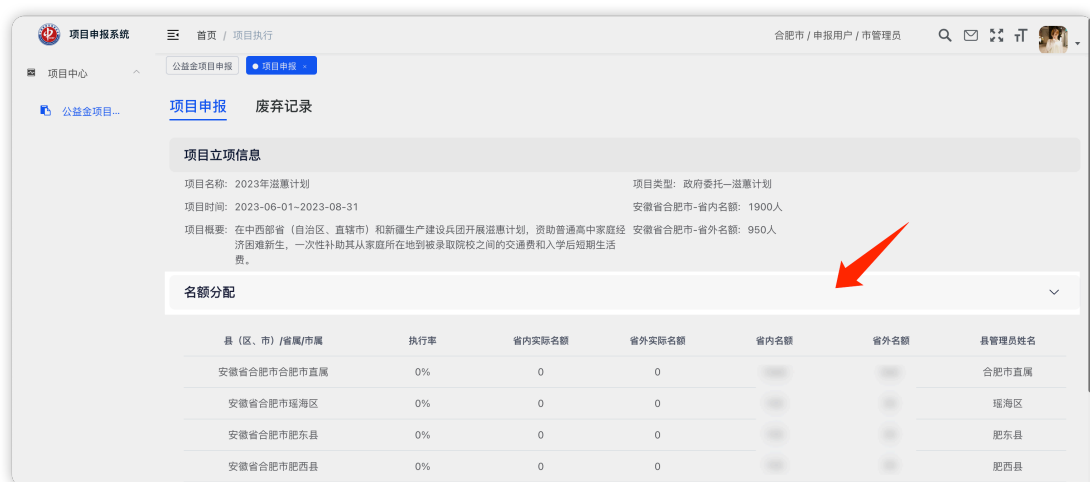 项目申报系统
首页 / 项目执行
合肥市 / 申报用户 / 市管理员
项目中心
公益金项目...
公益金项目申报
项目申报 ×
项目申报
废弃记录
项目立项信息
项目名称: 2023年滋蕙计划
项目类型: 政府委托—滋蕙计划
项目时间: 2023-06-01~2023-08-31
安徽省合肥市-省内名额: 1900人
项目概要: 在中西部省（自治区、直辖市）和新疆生产建设兵团开展滋蕙计划，资助普通高中家庭经
济困难新生，一次性补助其从家庭所在地到被录取院校之间的交通费和入学后短期生活
费。
安徽省合肥市-省外名额: 950人
名额分配
县（区、市）/省属/市属 执行率 省内实际名额 省外实际名额 省内名额 省外名额 县管理员姓名
安徽省合肥市合肥市直属 0% 0 0 合肥市直属
安徽省合肥市瑶海区 0% 0 0 瑶海区
安徽省合肥市肥东县 0% 0 0 肥东县
安徽省合肥市肥西县 0% 0 0 肥西县